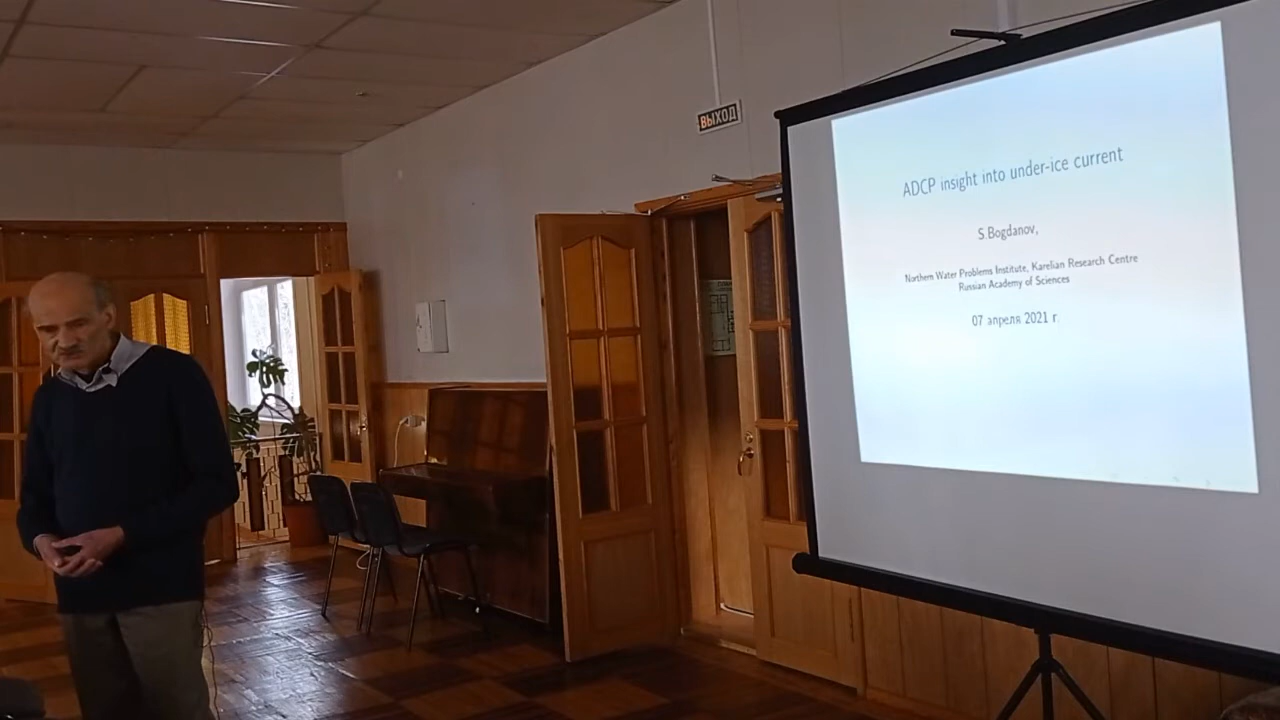 ВЫХОД
ADCP insight into under-ice current
S.Bogdanov,
Northern Water Problems Institute, Karelian Research Centre
Russian Academy of Sciences
07 апреля 2021 г.